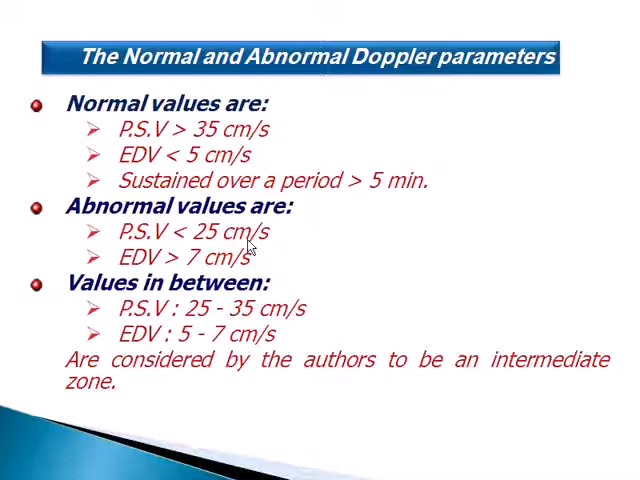 The Normal and Abnormal Doppler parameters
Normal values are:
P.S.V > 35 cm/s
EDV < 5 cm/s
Sustained over a period > 5 min.
Abnormal values are:
P.S.V < 25 cm/s
EDV > 7 cm/s
Values in between:
P.S.V : 25 - 35 cm/s
EDV : 5 - 7 cm/s
Are considered by the authors to be an intermediate
zone.